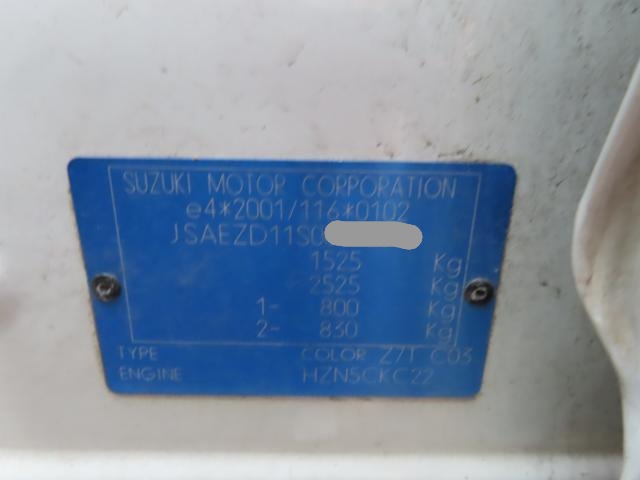 SUZUKI MOTOR CORPORATION
e4*2001/116*0102
JSAEZD11S0
1525 Kg
2525 Kg
1- 800 Kg
2- 830 Kg
TYPE COLOR Z7T C03
ENGINE HZN5CKC22